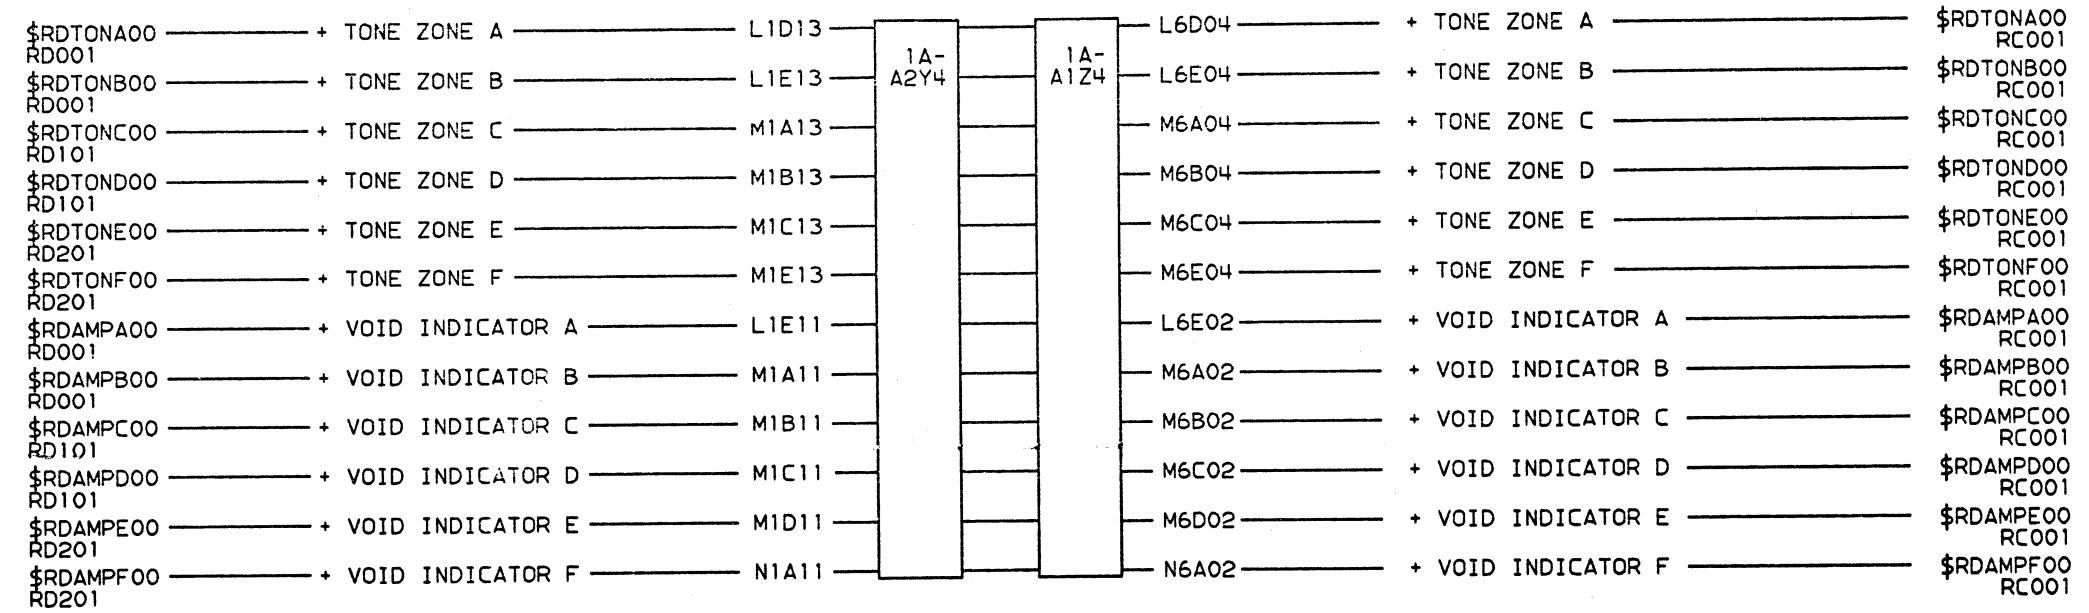 $RDTONA00 + TONE ZONE A L1D13 L6D04 + TONE ZONE A $RDTONA00
RD001 RC001
1A- 1A-
$RDTONB00 + TONE ZONE B L1E13 A2Y4 A1Z4 L6E04 + TONE ZONE B $RDTONB00
RD001 RC001
$RDTONC00 + TONE ZONE C M1A13 M6A04 + TONE ZONE C $RDTONC00
RD101 RC001
$RDTOND00 + TONE ZONE D M1B13 M6B04 + TONE ZONE D $RDTOND00
RD101 RC001
$RDTONE00 + TONE ZONE E M1C13 M6C04 + TONE ZONE E $RDTONE00
RD201 RC001
$RDTONF00 + TONE ZONE F M1E13 M6E04 + TONE ZONE F $RDTONF00
RD201 RC001
$RDAMPA00 + VOID INDICATOR A L1E11 L6E02 + VOID INDICATOR A $RDAMPA00
RD001 RC001
$RDAMPB00 + VOID INDICATOR B M1A11 M6A02 + VOID INDICATOR B $RDAMPB00
RD001 RC001
$RDAMPC00 + VOID INDICATOR C M1B11 M6B02 + VOID INDICATOR C $RDAMPC00
RD101 RC001
$RDAMPD00 + VOID INDICATOR D M1C11 M6C02 + VOID INDICATOR D $RDAMPD00
RD101 RC001
$RDAMPE00 + VOID INDICATOR E M1D11 M6D02 + VOID INDICATOR E $RDAMPE00
RD201 RC001
$RDAMPF00 + VOID INDICATOR F N1A11 N6A02 + VOID INDICATOR F $RDAMPF00
RD201 RC001